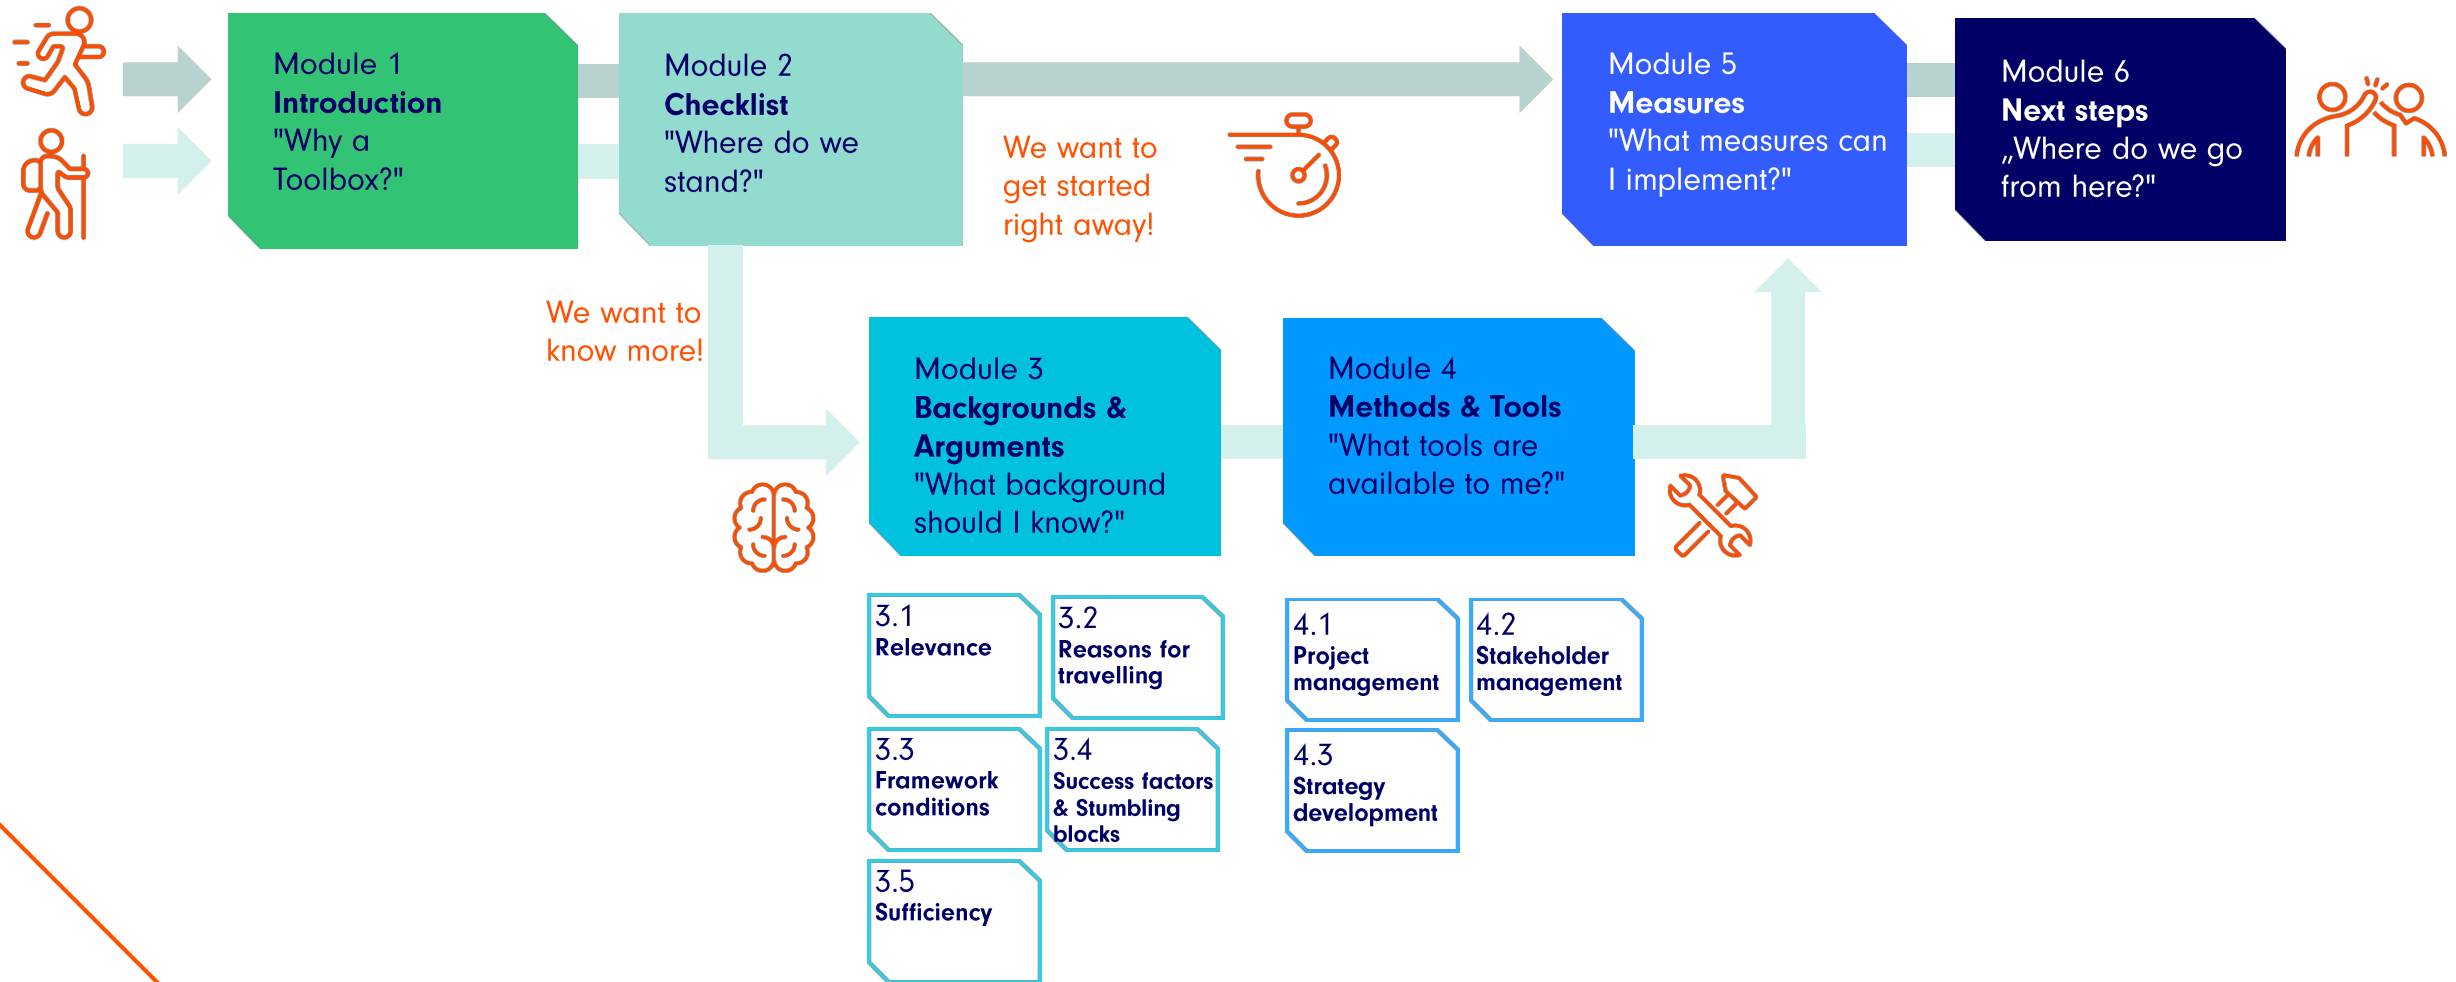 Module 1
Introduction
"Why a
Toolbox?"
Module 2
Checklist
"Where do we
stand?"
We want to
get started
right away!
Module 5
Measures
"What measures can
I implement?"
Module 6
Next steps
„Where do we go
from here?"
We want to
know more!
Module 3
Backgrounds &
Arguments
"What background
should I know?"
Module 4
Methods & Tools
"What tools are
available to me?"
3.1
Relevance
3.2
Reasons for
travelling
3.3
Framework
conditions
3.4
Success factors
& Stumbling
blocks
3.5
Sufficiency
4.1
Project
management
4.2
Stakeholder
management
4.3
Strategy
development